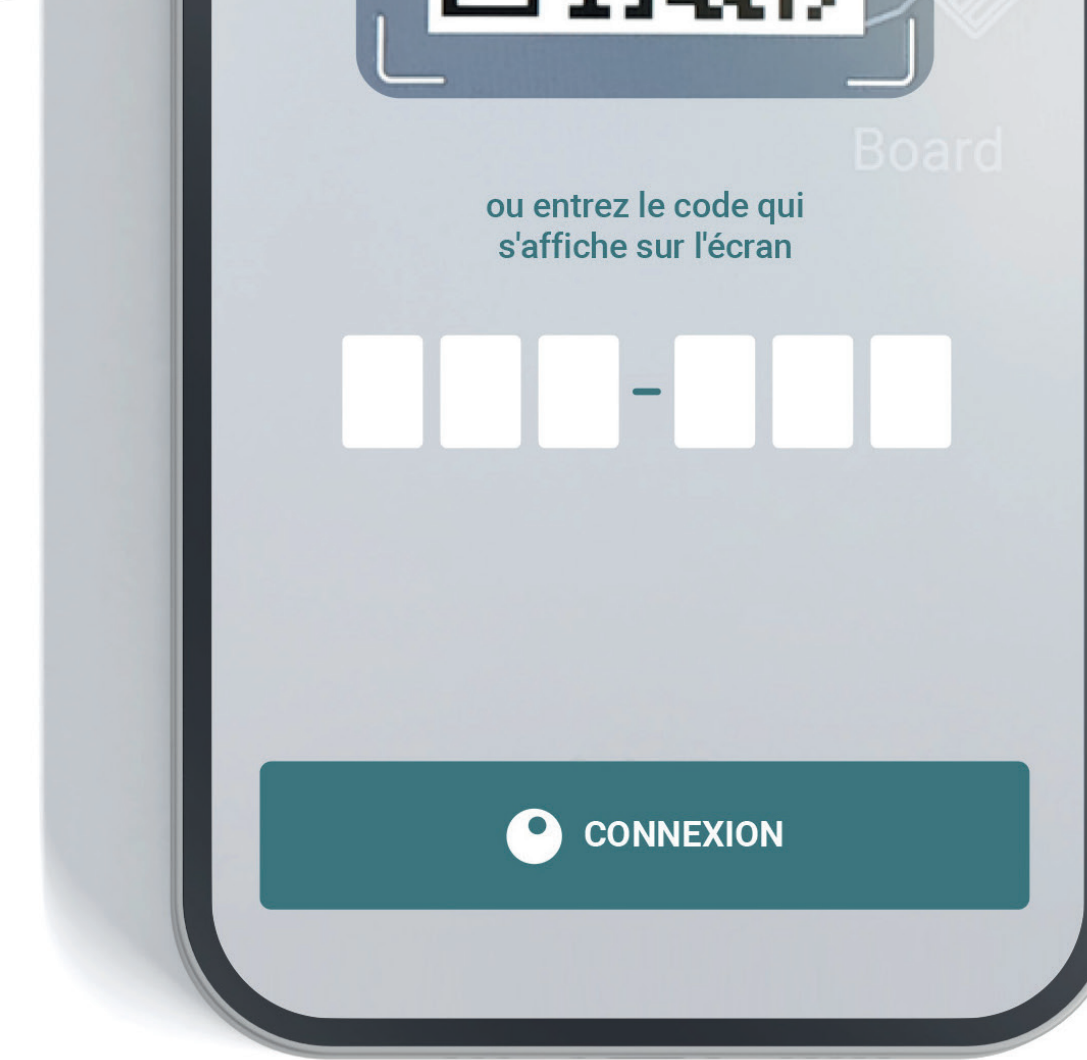 Board
ou entrez le code qui
s'affiche sur l'écran
–
CONNEXION